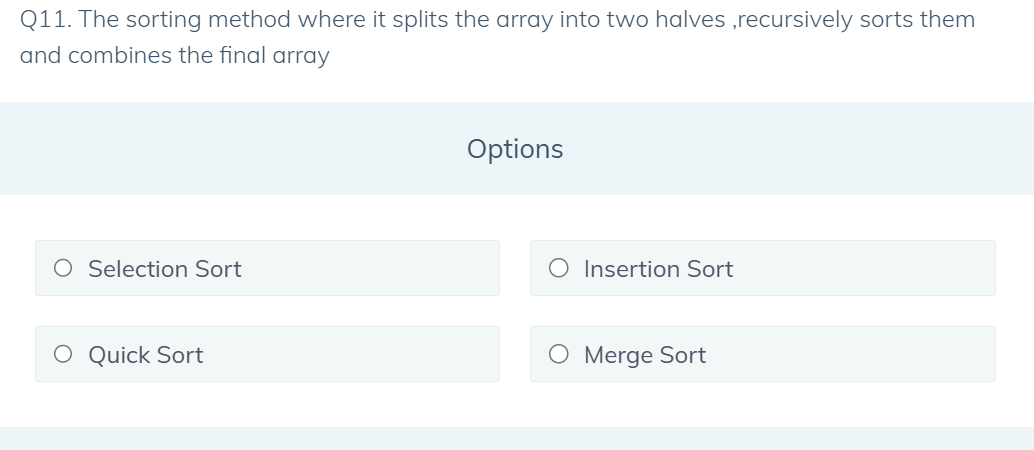 Q11. The sorting method where it splits the array into two halves ,recursively sorts them
and combines the final array
Options
Selection Sort
Insertion Sort
Quick Sort
Merge Sort